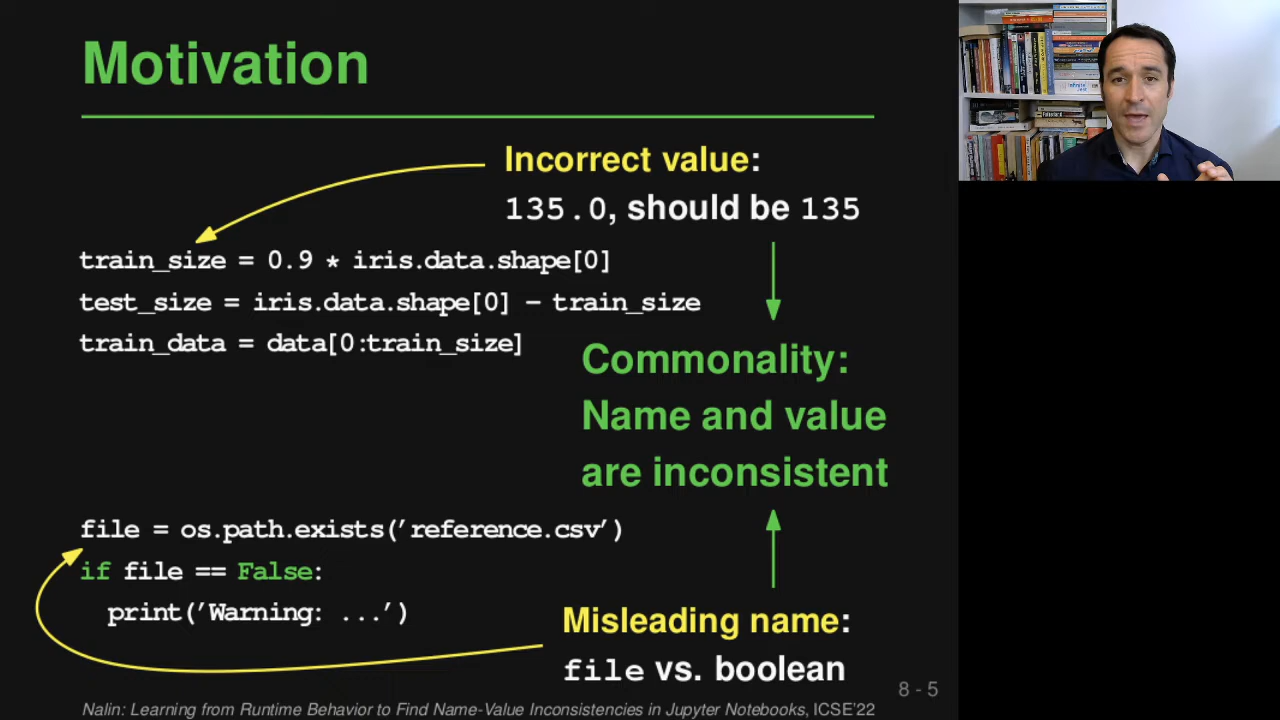 Motivation
Incorrect value:
135.0, should be 135
train_size = 0.9 * iris.data.shape[0]
test_size = iris.data.shape[0] – train_size
train_data = data[0:train_size]
Commonality:
Name and value
are inconsistent
file = os.path.exists(’reference.csv’)
if file == False:
print(’Warning: ...’)
Misleading name:
file vs. boolean
8 - 5
Nalin: Learning from Runtime Behavior to Find Name-Value Inconsistencies in Jupyter Notebooks, ICSE’22